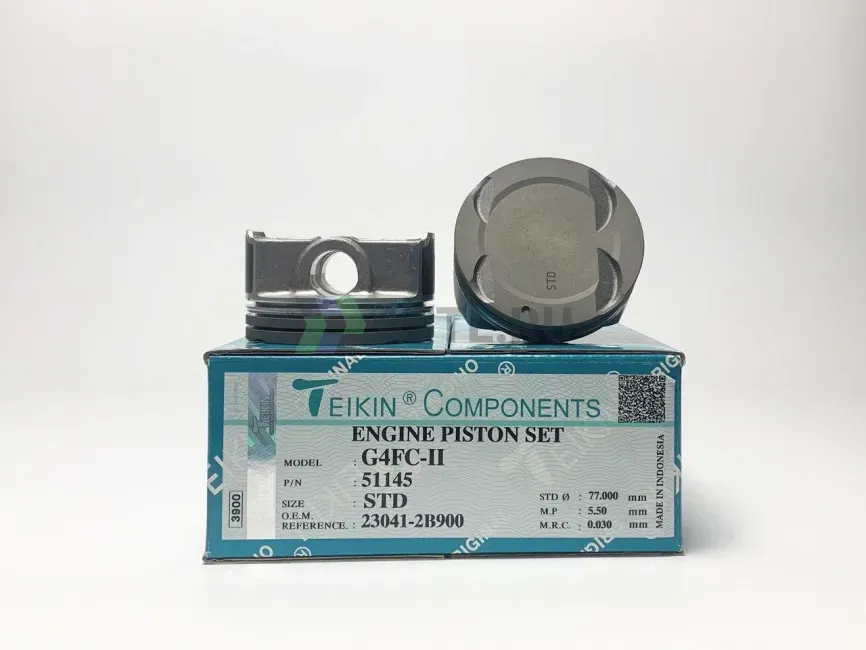 STD
TEIKIN ® COMPONENTS
ENGINE PISTON SET
MODEL : G4FC-II
P/N : 51145
SIZE : STD
O.E.M.
REFERENCE. : 23041-2B900
STD Ø : 77.000 mm
M.P : 5.50 mm
M.R.C. : 0.030 mm
MADE IN INDONESIA
3900
TEIKIN